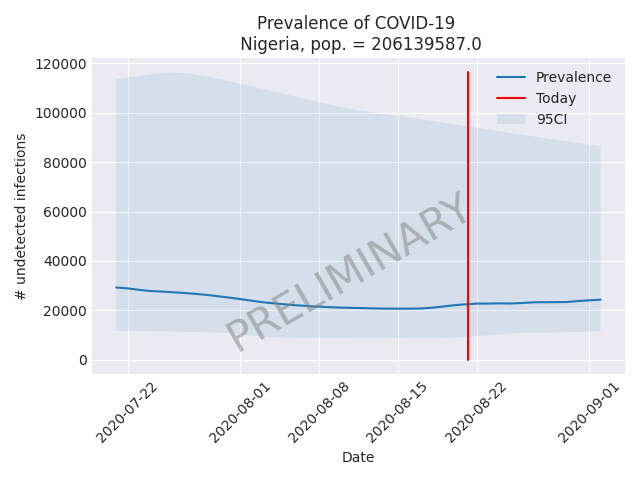 Prevalence of COVID-19
Nigeria, pop. = 206139587.0
120000
100000
80000
60000
40000
20000
0
# undetected infections
Prevalence
Today
95CI
PRELIMINARY
2020-07-22
2020-08-01
2020-08-08
2020-08-15
2020-08-22
2020-09-01
Date